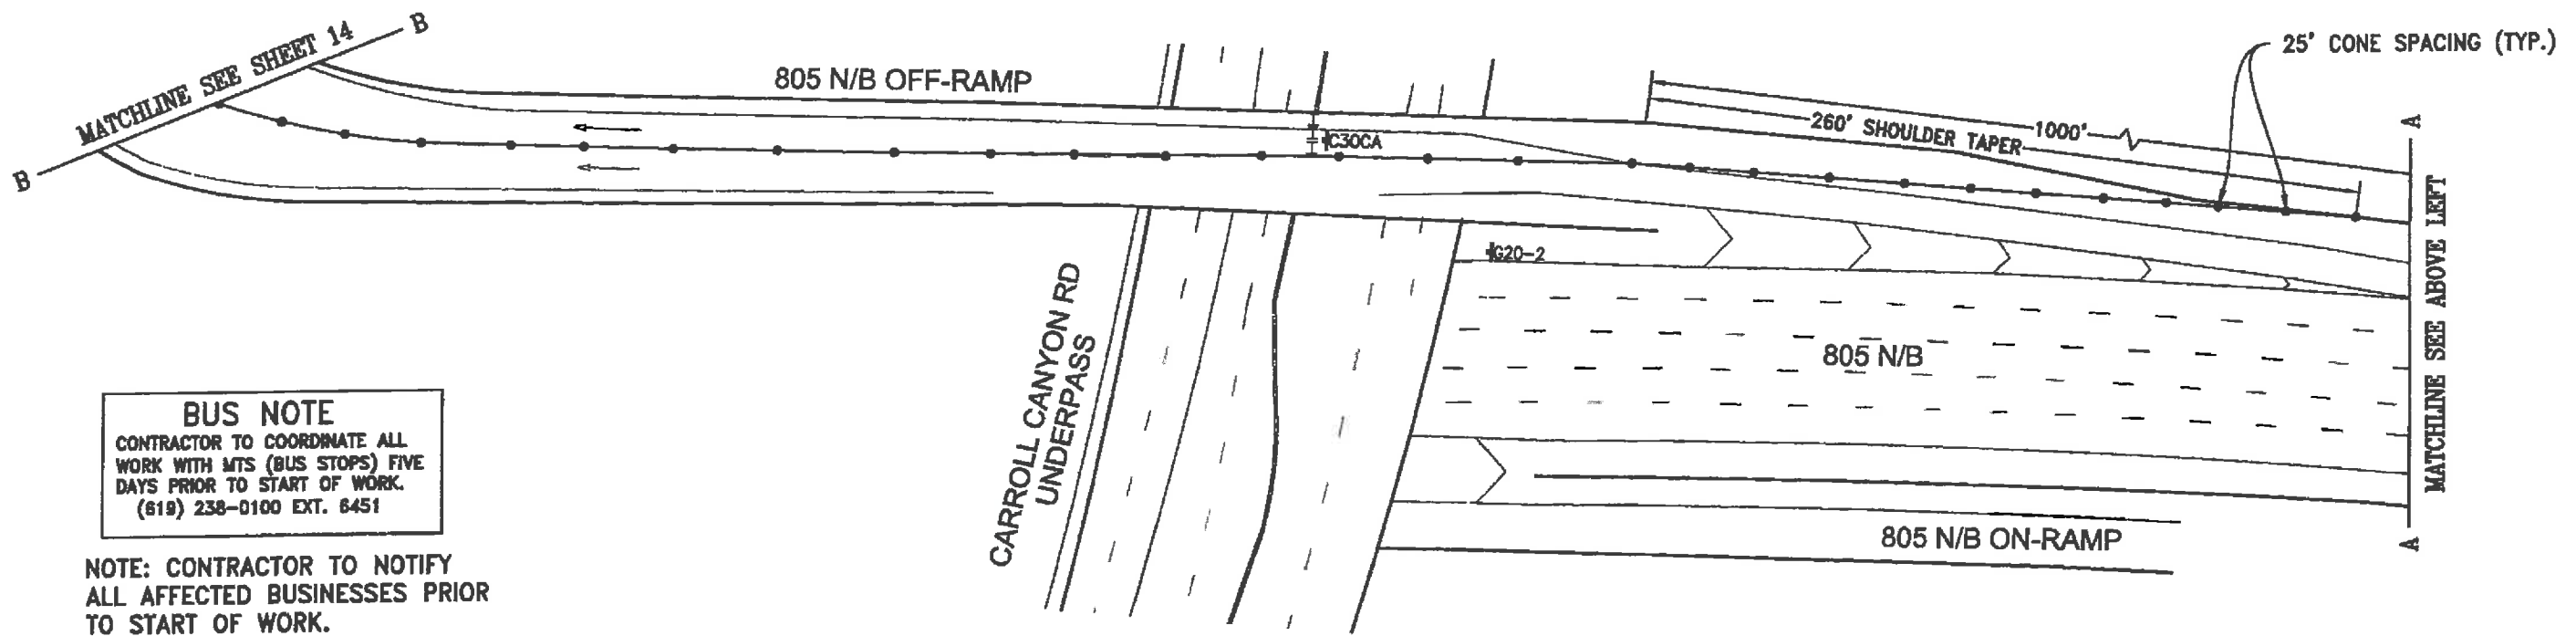 MATCHLINE SEE SHEET 14
B
B
805 N/B OFF-RAMP
25' CONE SPACING (TYP.)
1000'
260' SHOULDER TAPER
C30CA
A
MATCHLINE SEE ABOVE LEFT
A
G20-2
805 N/B
CARROLL CANYON RD
UNDERPASS
805 N/B ON-RAMP
BUS NOTE
CONTRACTOR TO COORDINATE ALL
WORK WITH MTS (BUS STOPS) FIVE
DAYS PRIOR TO START OF WORK.
(619) 238-0100 EXT. 6451
NOTE: CONTRACTOR TO NOTIFY
ALL AFFECTED BUSINESSES PRIOR
TO START OF WORK.